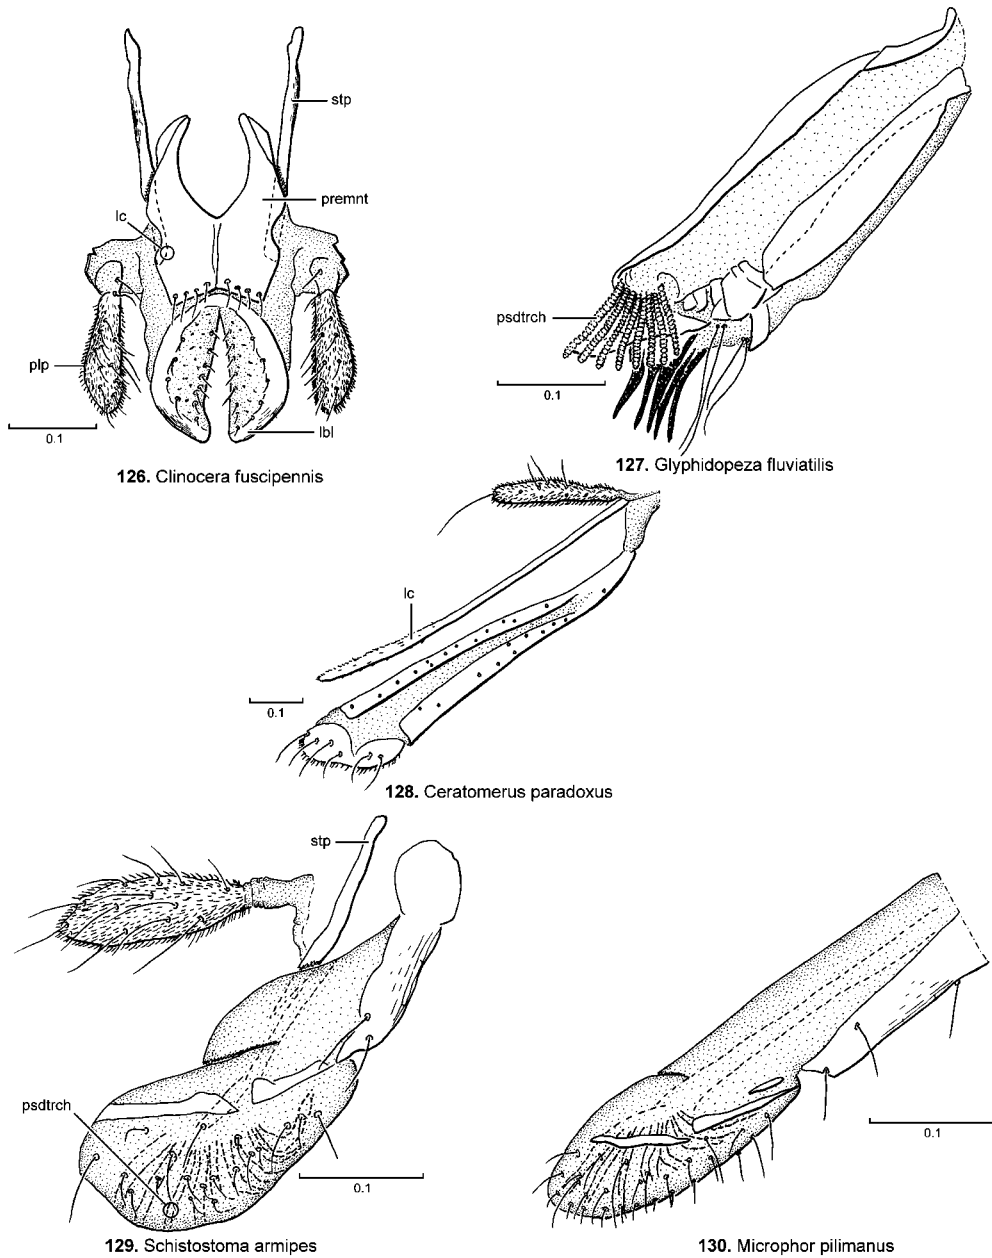 stp
premnt
lc
plp
lbl
0.1
126. Clinocera fuscipennis
psdtrch
0.1
127. Glyphidopeza fluviatilis
lc
0.1
128. Ceratomerus paradoxus
stp
psdtrch
0.1
129. Schistostoma armipes
0.1
130. Microphor pilimanus